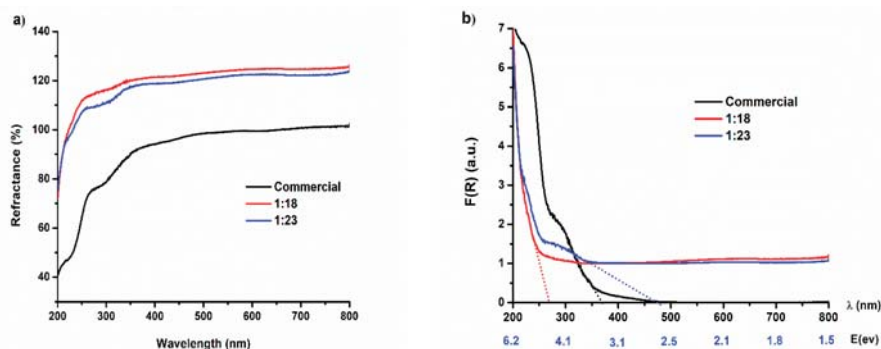 a)
140
120
100
80
60
40
Refractance (%)
Commercial
1:18
1:23
200 300 400 500 600 700 800
Wavelength (nm)
b)
7
6
5
4
3
2
1
0
F(R) (a.u.)
Commercial
1:18
1:23
200 300 400 500 600 700 800 λ (nm)
6.2 4.1 3.1 2.5 2.1 1.8 1.5 E(ev)